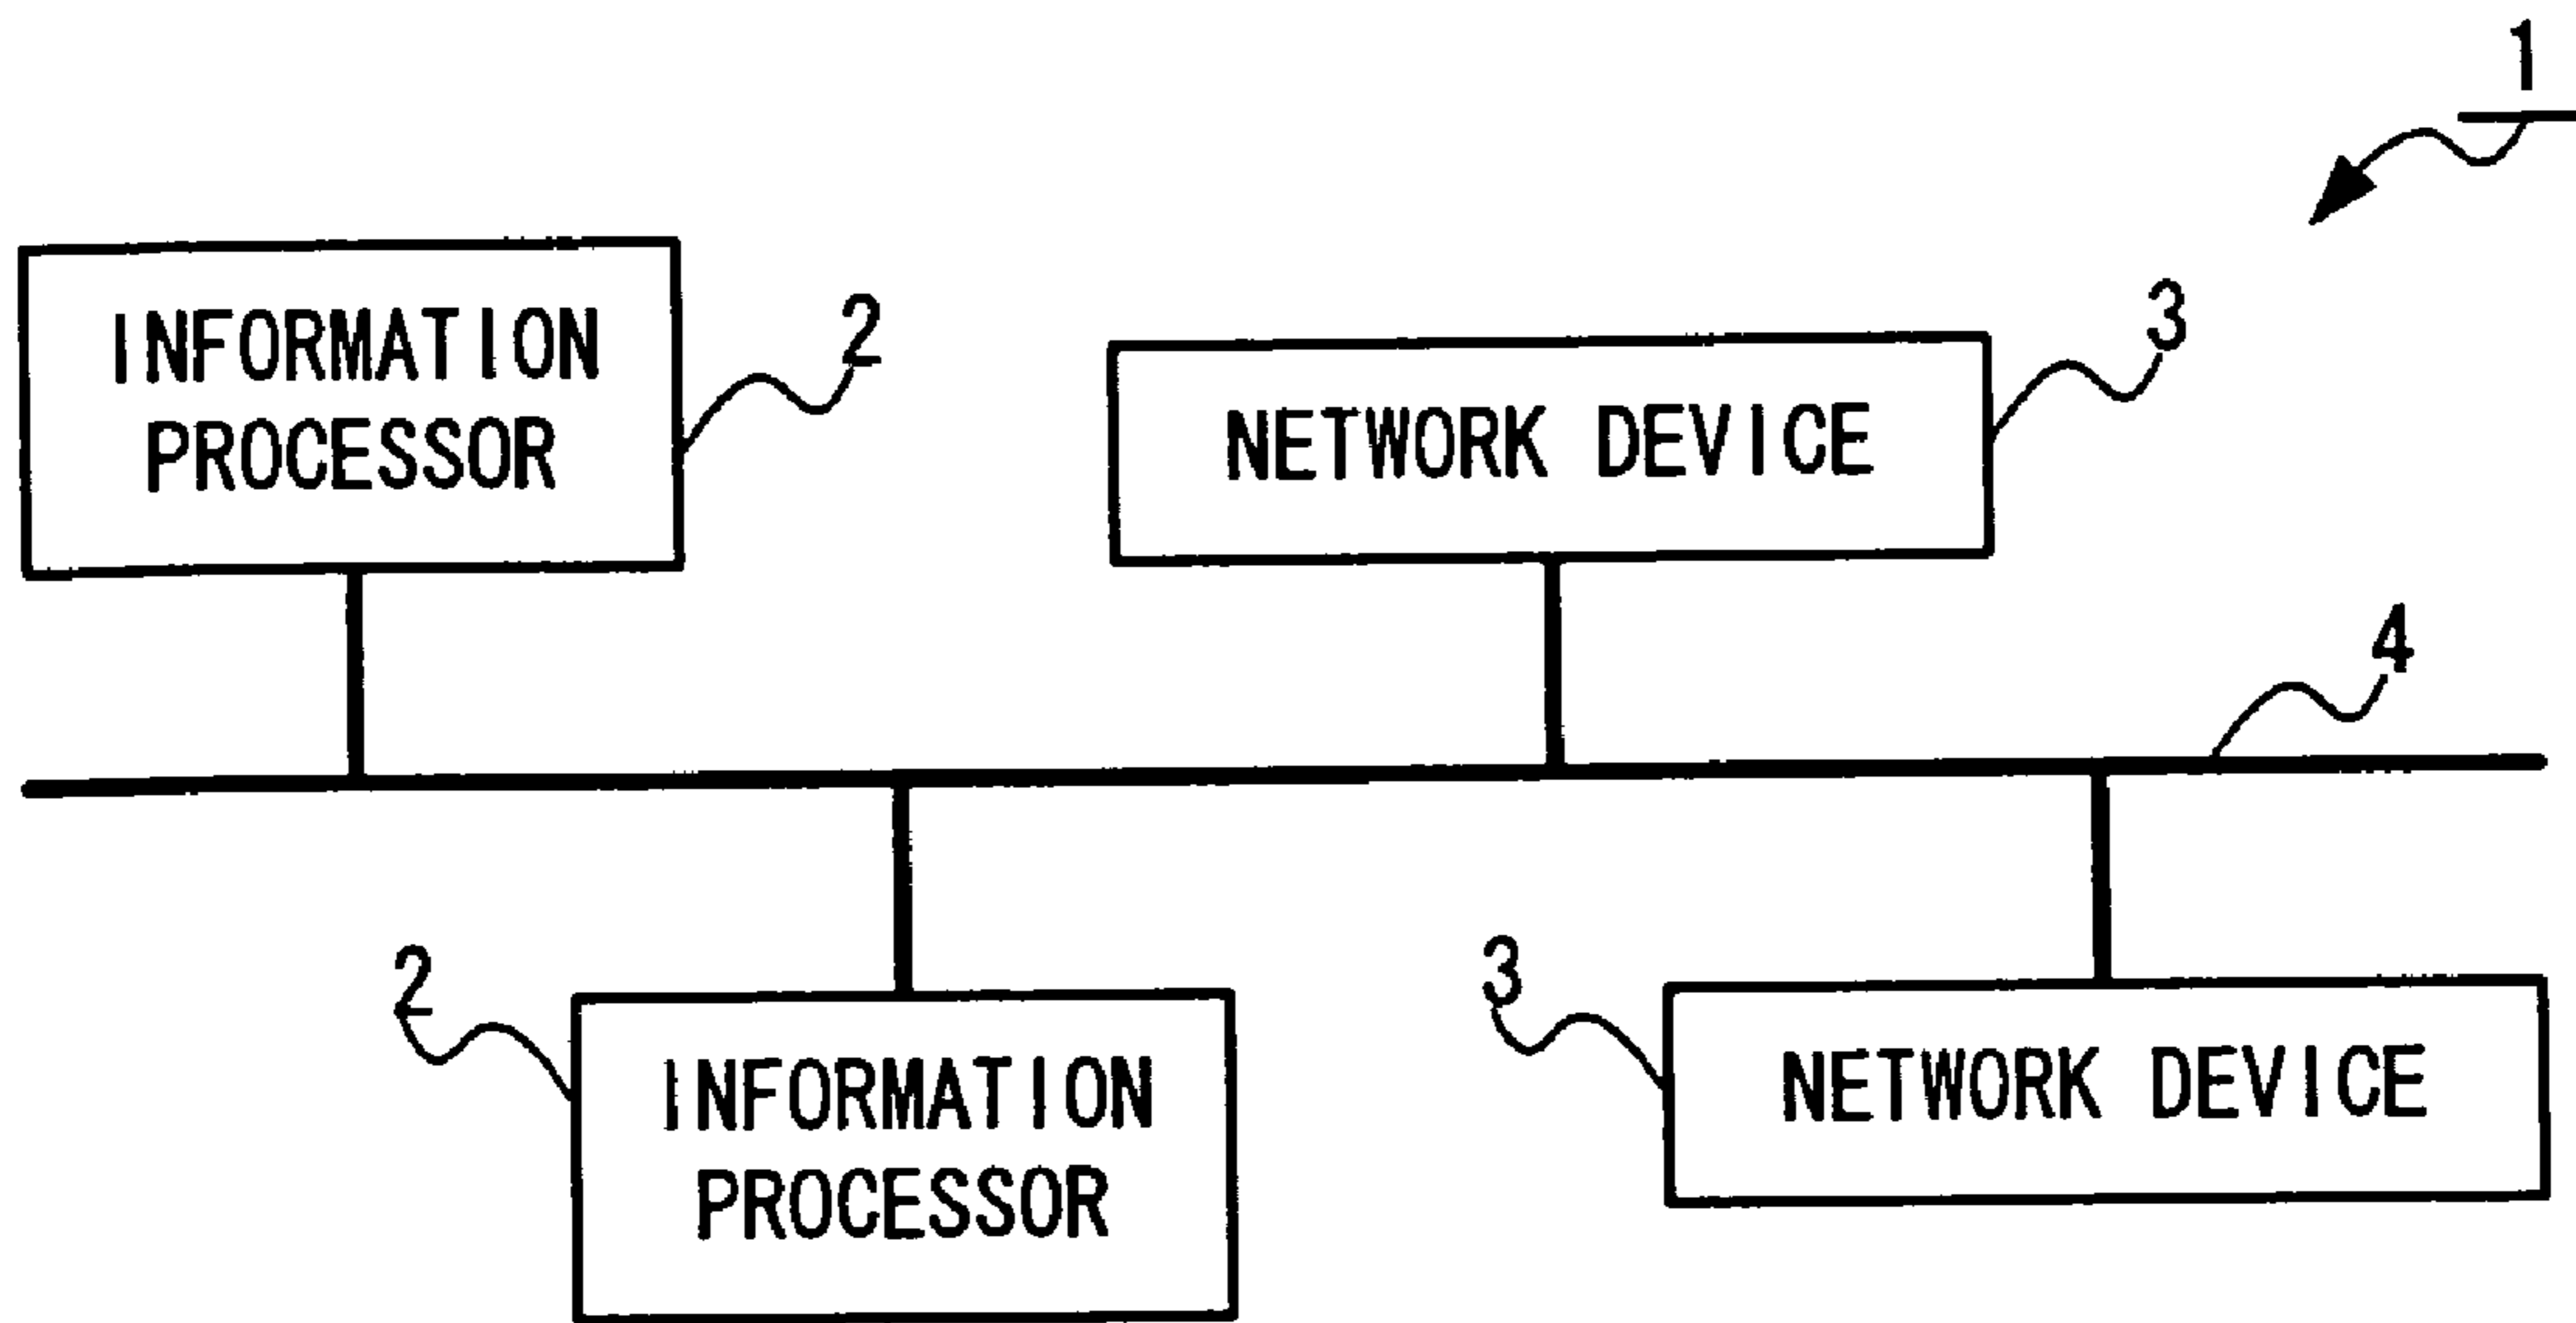 1
INFORMATION
PROCESSOR
2
NETWORK DEVICE
3
4
2
INFORMATION
PROCESSOR
3
NETWORK DEVICE